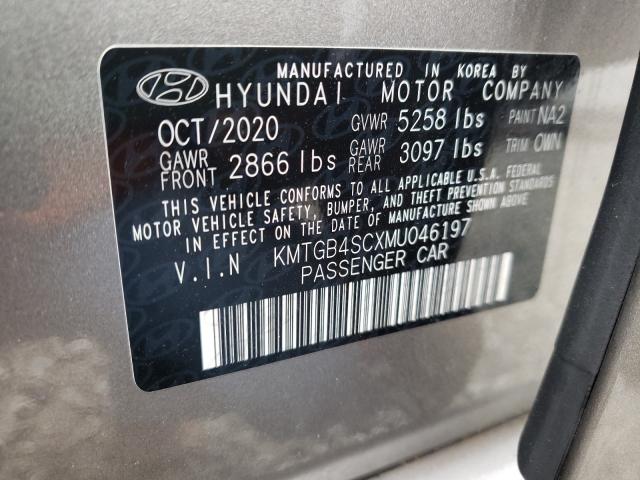 MANUFACTURED IN KOREA BY
HYUNDAI MOTOR COMPANY
OCT/2020 GVWR 5258 lbs PAINT NA2
GAWR FRONT 2866 lbs GAWR REAR 3097 lbs TRIM OWN
THIS VEHICLE CONFORMS TO ALL APPLICABLE U.S.A. FEDERAL
MOTOR VEHICLE SAFETY, BUMPER, AND THEFT PREVENTION STANDARDS
IN EFFECT ON THE DATE OF MANUFACTURE SHOWN ABOVE.
V.I.N KMTGB4SCXMU046197
PASSENGER CAR